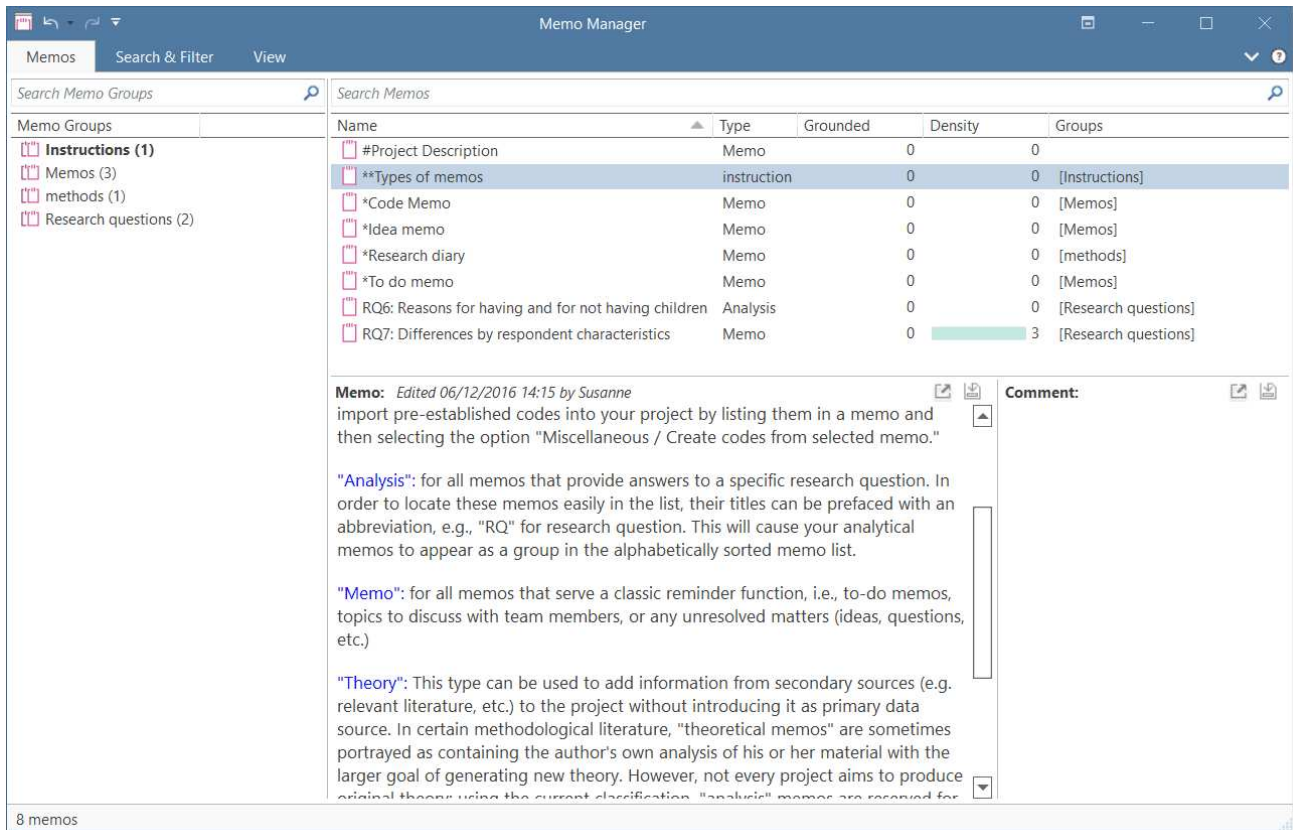 Memo Manager
Memos Search & Filter View
Search Memo Groups
Search Memos
Memo Groups
Instructions (1)
Memos (3)
methods (1)
Research questions (2)
Name Type Grounded Density Groups
#Project Description Memo 0 0
**Types of memos instruction 0 0 [Instructions]
*Code Memo Memo 0 0 [Memos]
*Idea memo Memo 0 0 [Memos]
*Research diary Memo 0 0 [methods]
*To do memo Memo 0 0 [Memos]
RQ6: Reasons for having and for not having children Analysis 0 0 [Research questions]
RQ7: Differences by respondent characteristics Memo 0 3 [Research questions]
Memo: Edited 06/12/2016 14:15 by Susanne
import pre-established codes into your project by listing them in a memo and
then selecting the option "Miscellaneous / Create codes from selected memo."
"Analysis": for all memos that provide answers to a specific research question. In
order to locate these memos easily in the list, their titles can be prefaced with an
abbreviation, e.g., "RQ" for research question. This will cause your analytical
memos to appear as a group in the alphabetically sorted memo list.
"Memo": for all memos that serve a classic reminder function, i.e., to-do memos,
topics to discuss with team members, or any unresolved matters (ideas, questions,
etc.)
"Theory": This type can be used to add information from secondary sources (e.g.
relevant literature, etc.) to the project without introducing it as primary data
source. In certain methodological literature, "theoretical memos" are sometimes
portrayed as containing the author's own analysis of his or her material with the
larger goal of generating new theory. However, not every project aims to produce
original theory; using the current classification, "analysis" memos are reserved for
Comment:
8 memos